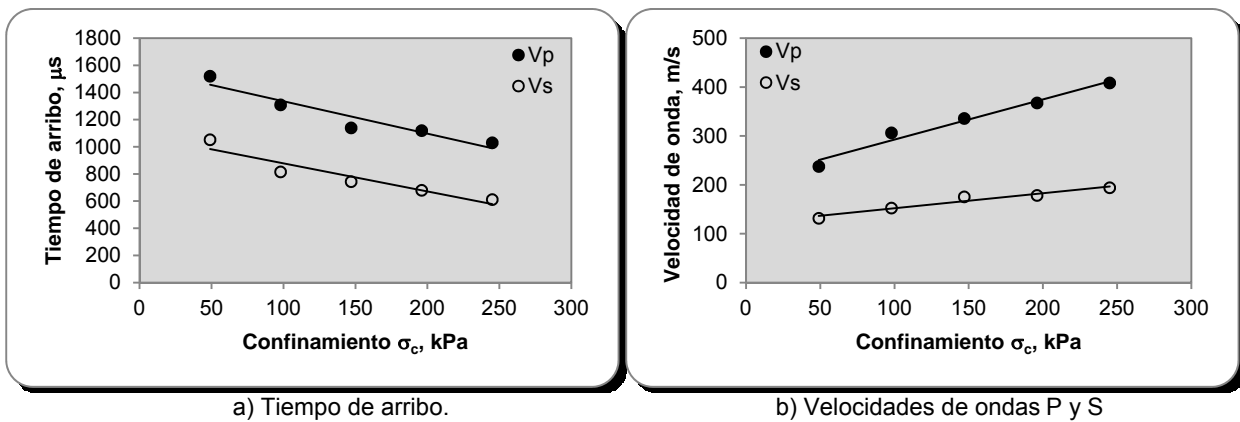 Tiempo de arribo, µs
1800
1600
1400
1200
1000
800
600
400
200
0
Vp
Vs
0 50 100 150 200 250 300
Confinamiento σc, kPa
a) Tiempo de arribo.
Velocidad de onda, m/s
500
400
300
200
100
0
Vp
Vs
0 50 100 150 200 250 300
Confinamiento σc, kPa
b) Velocidades de ondas P y S